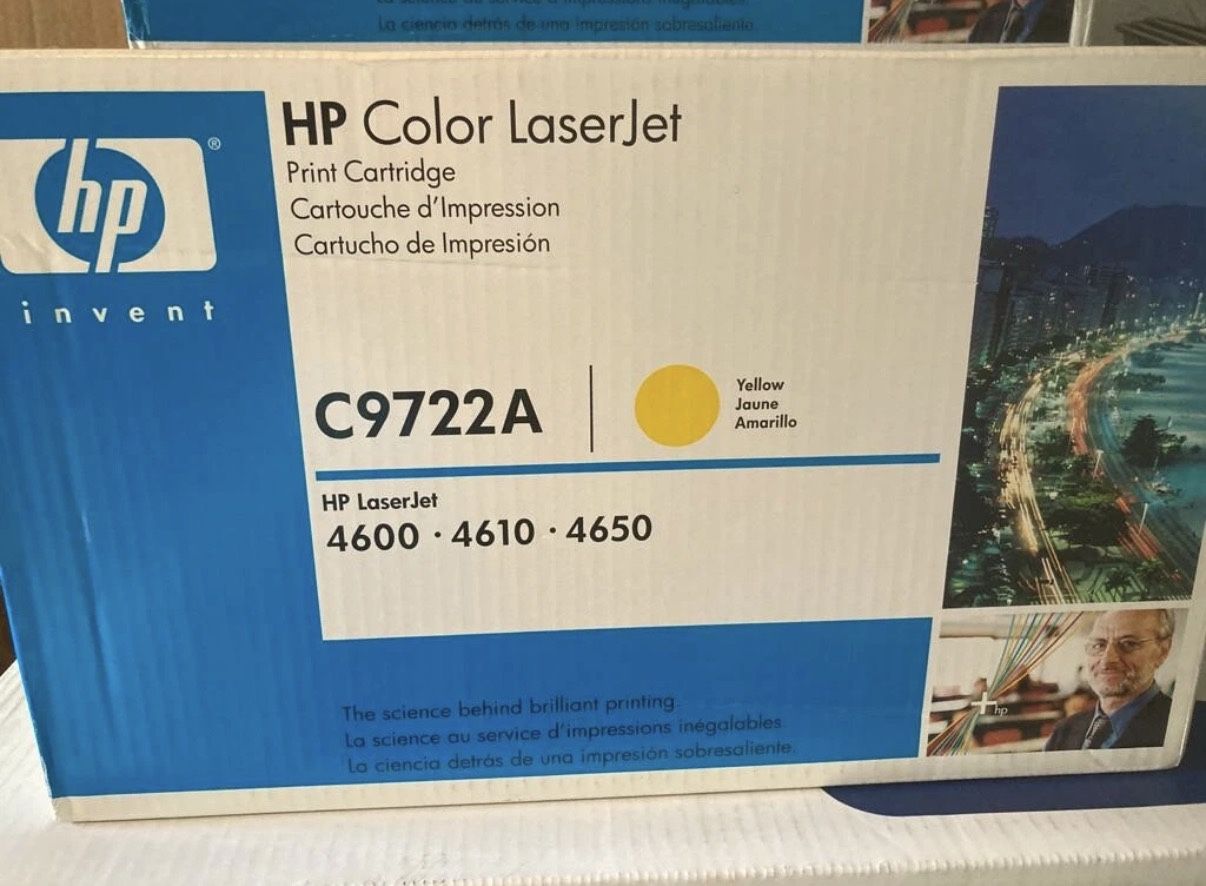 La ciencia detrás de una impresión sobresaliente.
hp®
invent
HP Color LaserJet
Print Cartridge
Cartouche d'Impression
Cartucho de Impresión
C9722A
Yellow
Jaune
Amarillo
HP LaserJet
4600 · 4610 · 4650
The science behind brilliant printing.
La science au service d'impressions inégalables.
La ciencia detrás de una impresión sobresaliente.
+hp